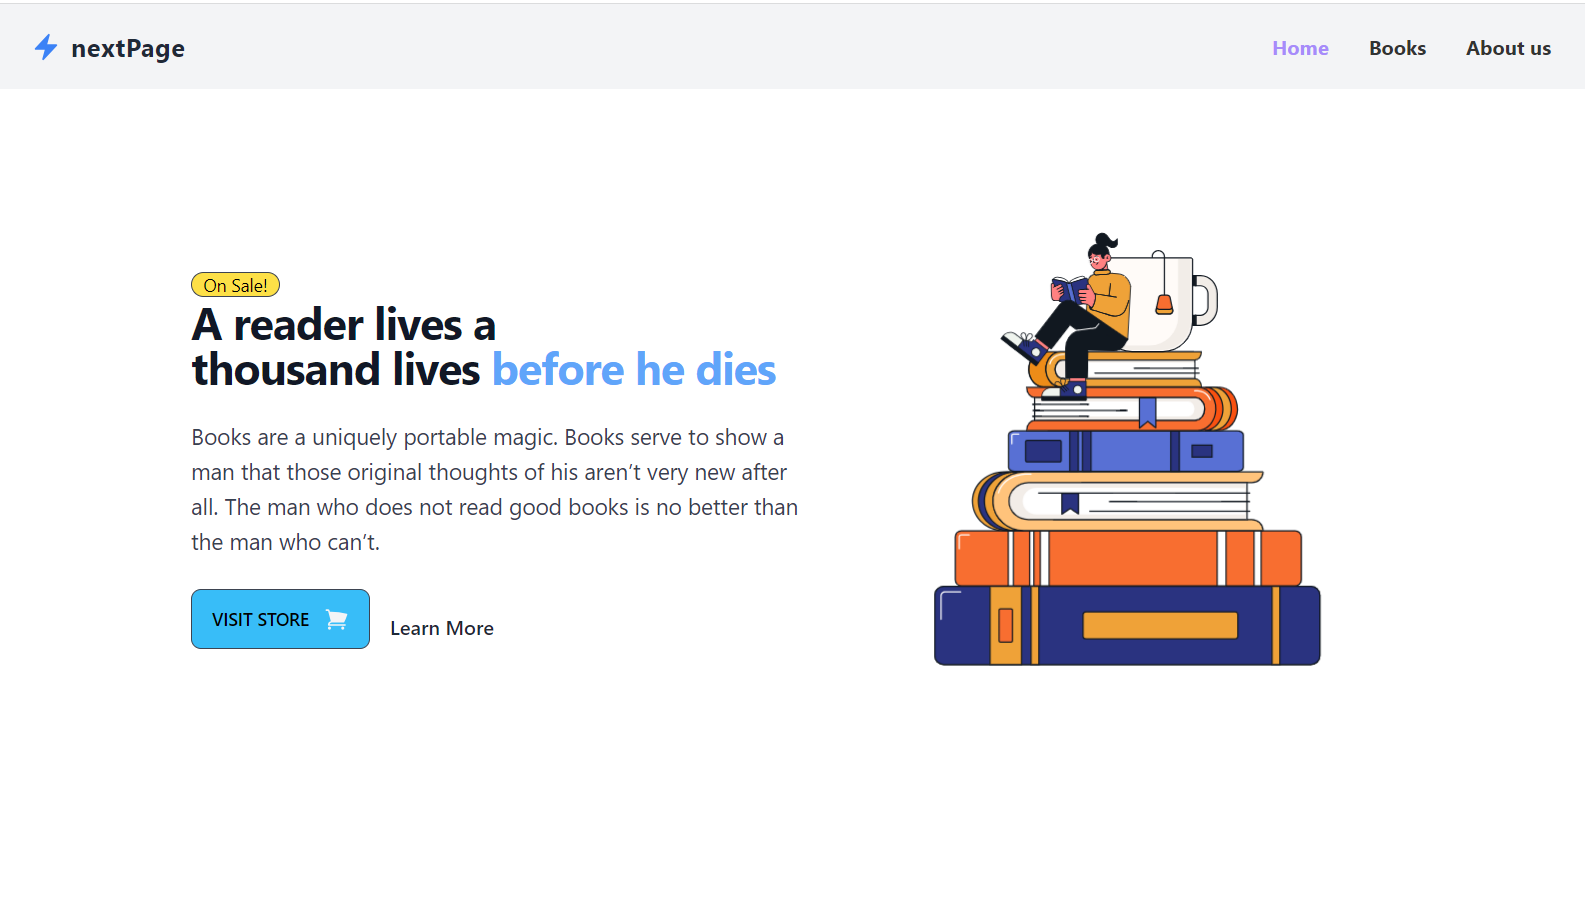 nextPage
Home
Books
About us
On Sale!
A reader lives a
thousand lives before he dies
Books are a uniquely portable magic. Books serve to show a
man that those original thoughts of his aren’t very new after
all. The man who does not read good books is no better than
the man who can’t.
VISIT STORE
Learn More